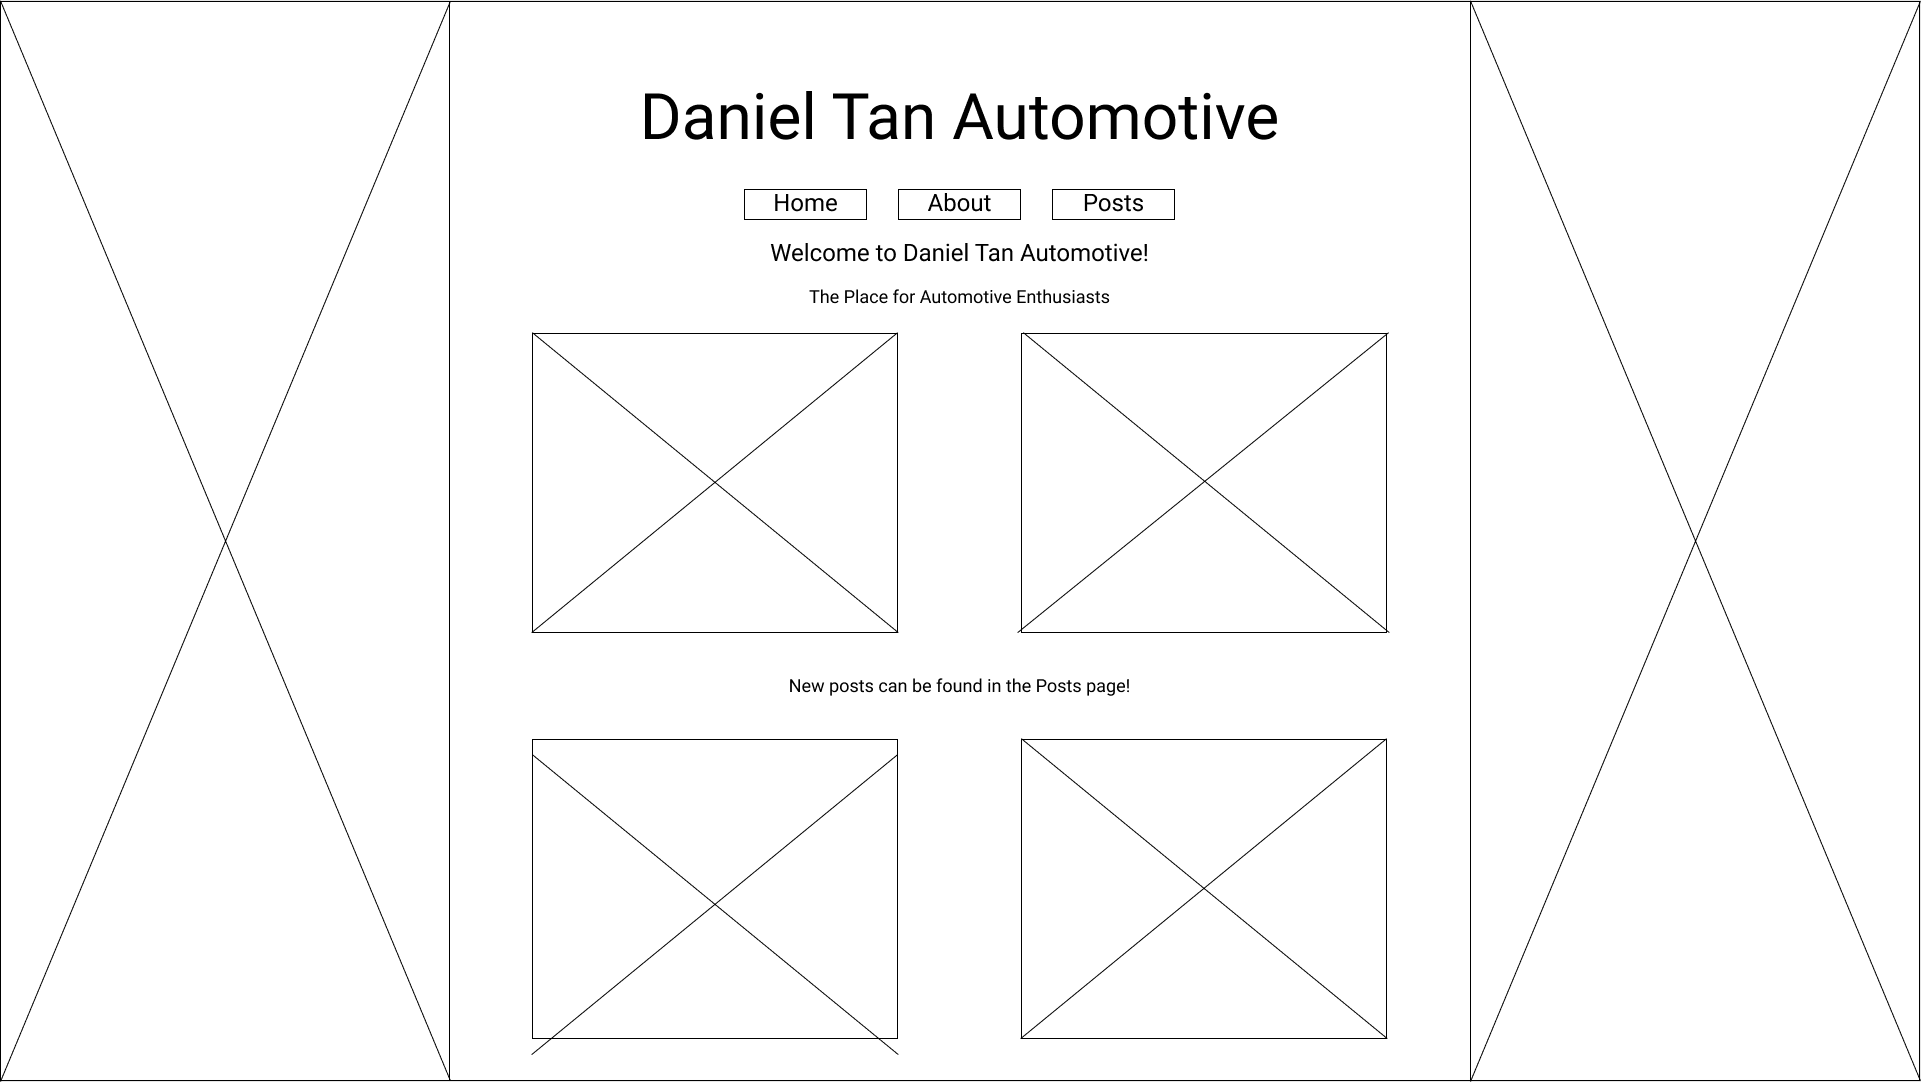 Daniel Tan Automotive
Home About Posts
Welcome to Daniel Tan Automotive!
The Place for Automotive Enthusiasts
New posts can be found in the Posts page!